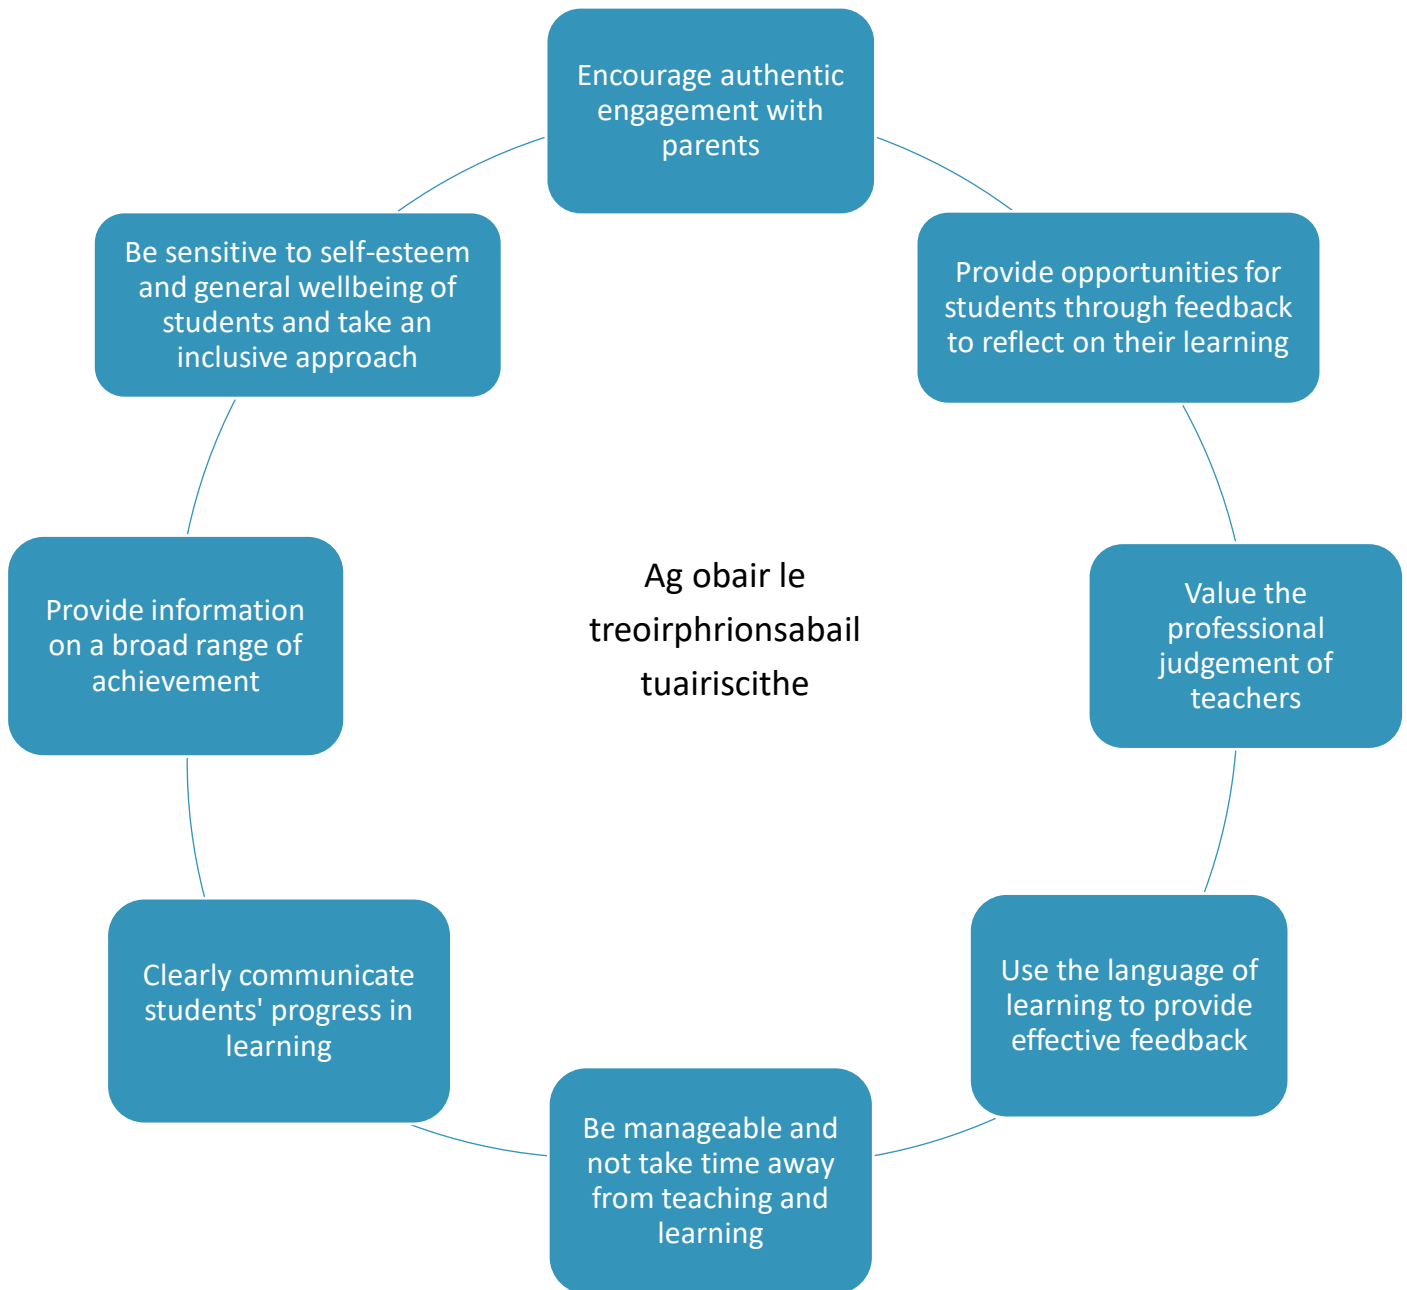 Encourage authentic
engagement with
parents
Provide opportunities for
students through feedback
to reflect on their learning
Value the
professional
judgement of
teachers
Use the language of
learning to provide
effective feedback
Be manageable and
not take time away
from teaching and
learning
Clearly communicate
students' progress in
learning
Provide information
on a broad range of
achievement
Be sensitive to self-esteem
and general wellbeing of
students and take an
inclusive approach
Ag obair le
treoirphrionsabail
tuairiscithe